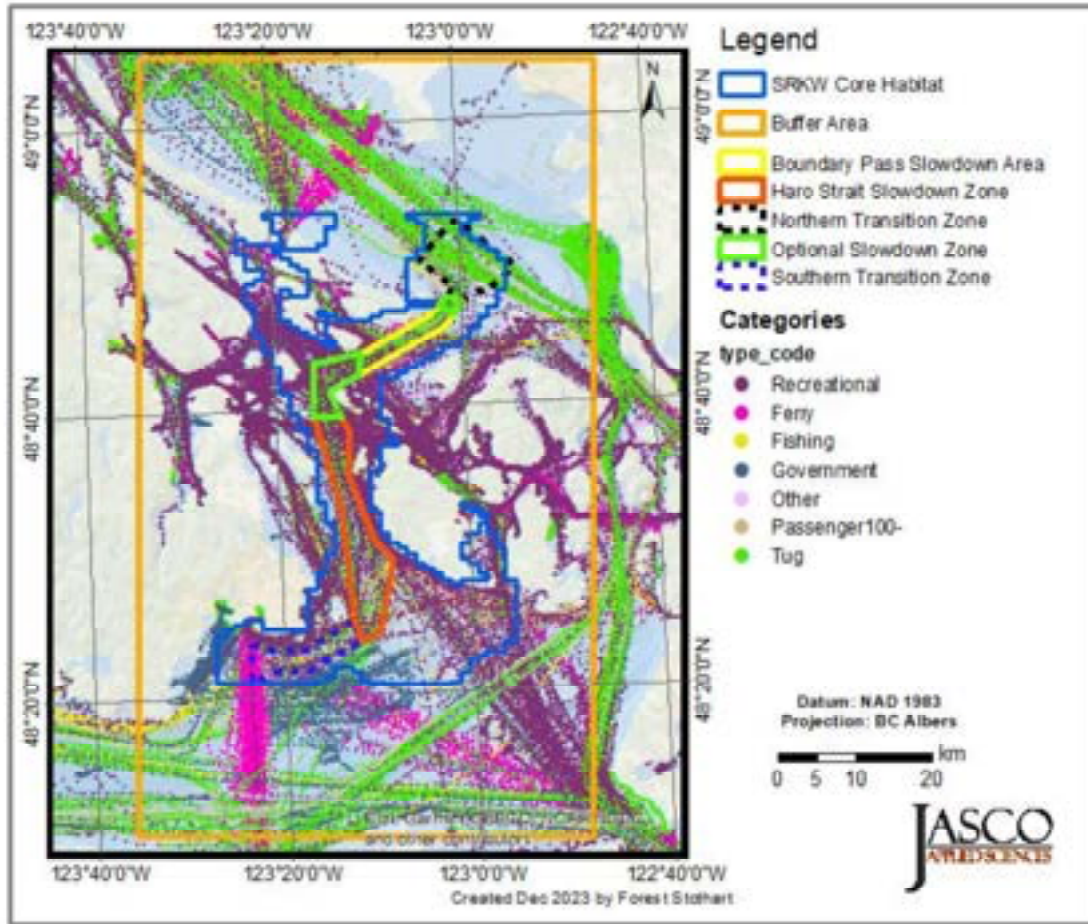 123°40'0"W 123°20'0"W 123°0'0"W 122°40'0"W
Legend
SRKW Core Habitat
Buffer Area
Boundary Pass Slowdown Area
Haro Strait Slowdown Zone
Northern Transition Zone
Optional Slowdown Zone
Southern Transition Zone
Categories
type_code
Recreational
Ferry
Fishing
Government
Other
Passenger100-
Tug
N
49°0'0"N
48°40'0"N
48°20'0"N
49°0'0"N
48°40'0"N
48°20'0"N
Datum: NAD 1983
Projection: BC Albers
km
0 5 10 20
and other contributors
123°40'0"W 123°20'0"W 123°0'0"W 122°40'0"W
Created Dec 2023 by Forest Stothart
JASCO
APPLIED SCIENCES